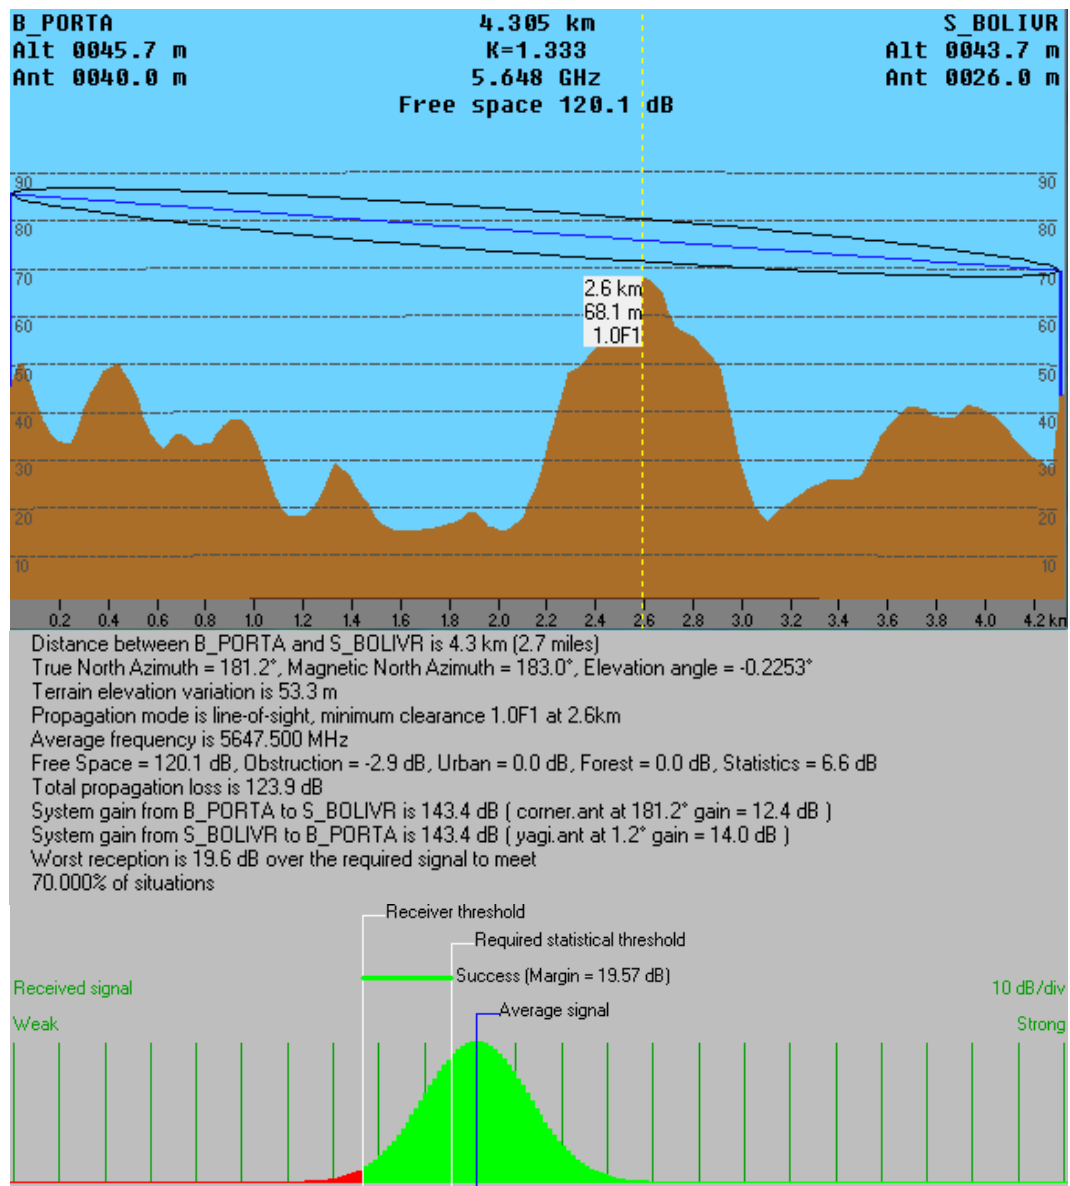 B_PORTA 4.305 km S_BOLIVR
Alt 0045.7 m K=1.333 Alt 0043.7 m
Ant 0040.0 m 5.648 GHz Ant 0026.0 m
Free space 120.1 dB
90 90
80 80
70 70
2.6 km
68.1 m
60 60
1.0F1
50 50
40 40
30 30
20 20
10 10
0.2 0.4 0.6 0.8 1.0 1.2 1.4 1.6 1.8 2.0 2.2 2.4 2.6 2.8 3.0 3.2 3.4 3.6 3.8 4.0 4.2 km
Distance between B_PORTA and S_BOLIVR is 4.3 km (2.7 miles)
True North Azimuth = 181.2°, Magnetic North Azimuth = 183.0°, Elevation angle = -0.2253°
Terrain elevation variation is 53.3 m
Propagation mode is line-of-sight, minimum clearance 1.0F1 at 2.6km
Average frequency is 5647.500 MHz
Free Space = 120.1 dB, Obstruction = -2.9 dB, Urban = 0.0 dB, Forest = 0.0 dB, Statistics = 6.6 dB
Total propagation loss is 123.9 dB
System gain from B_PORTA to S_BOLIVR is 143.4 dB ( corner.ant at 181.2° gain = 12.4 dB )
System gain from S_BOLIVR to B_PORTA is 143.4 dB ( yagi.ant at 1.2° gain = 14.0 dB )
Worst reception is 19.6 dB over the required signal to meet
70.000% of situations
Receiver threshold
Required statistical threshold
Success (Margin = 19.57 dB)
Received signal 10 dB/div
Average signal
Weak Strong